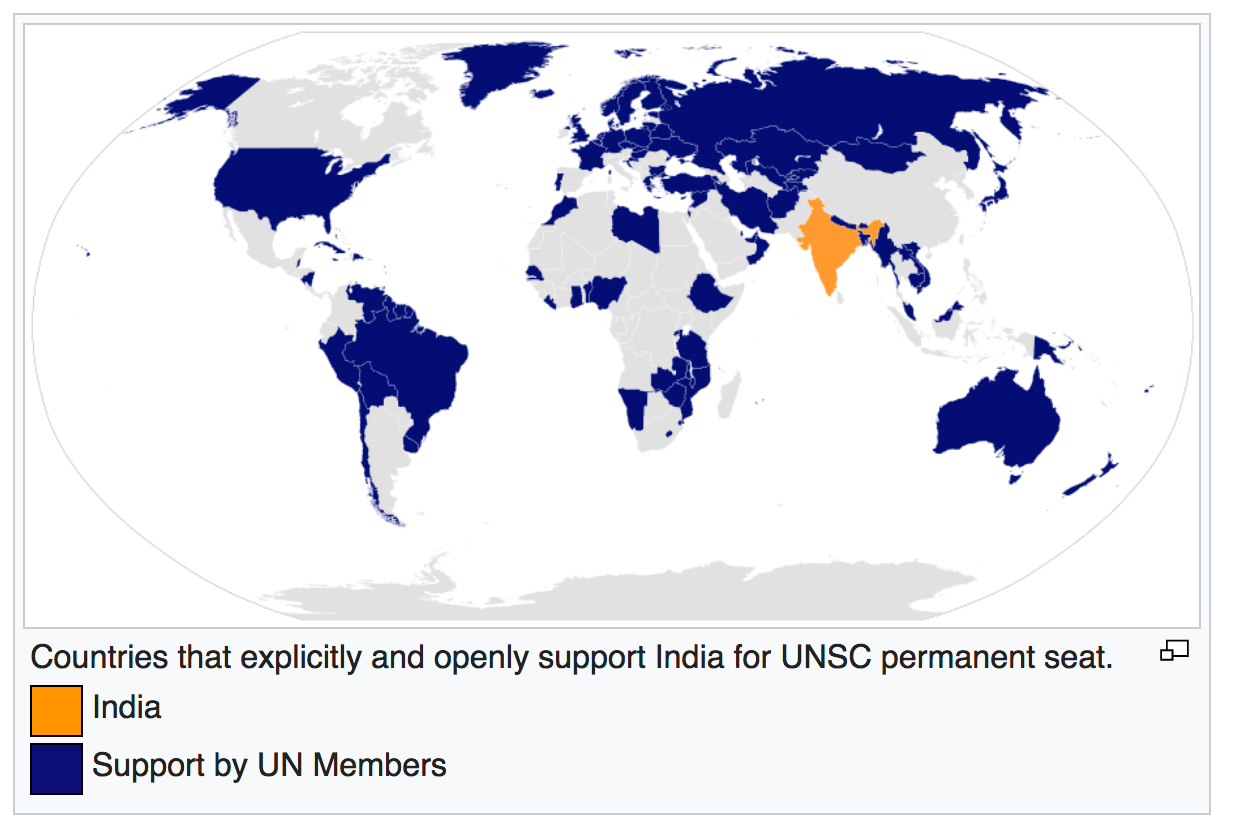 Countries that explicitly and openly support India for UNSC permanent seat.
India
Support by UN Members